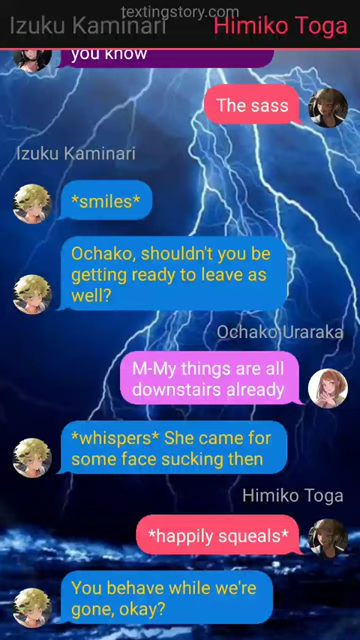 textingstory.com
Izuku Kaminari
Himiko Toga
you know
The sass
Izuku Kaminari
*smiles*
Ochako, shouldn't you be
getting ready to leave as
well?
Ochako Uraraka
M-My things are all
downstairs already
*whispers* She came for
some face sucking then
Himiko Toga
*happily squeals*
You behave while we're
gone, okay?